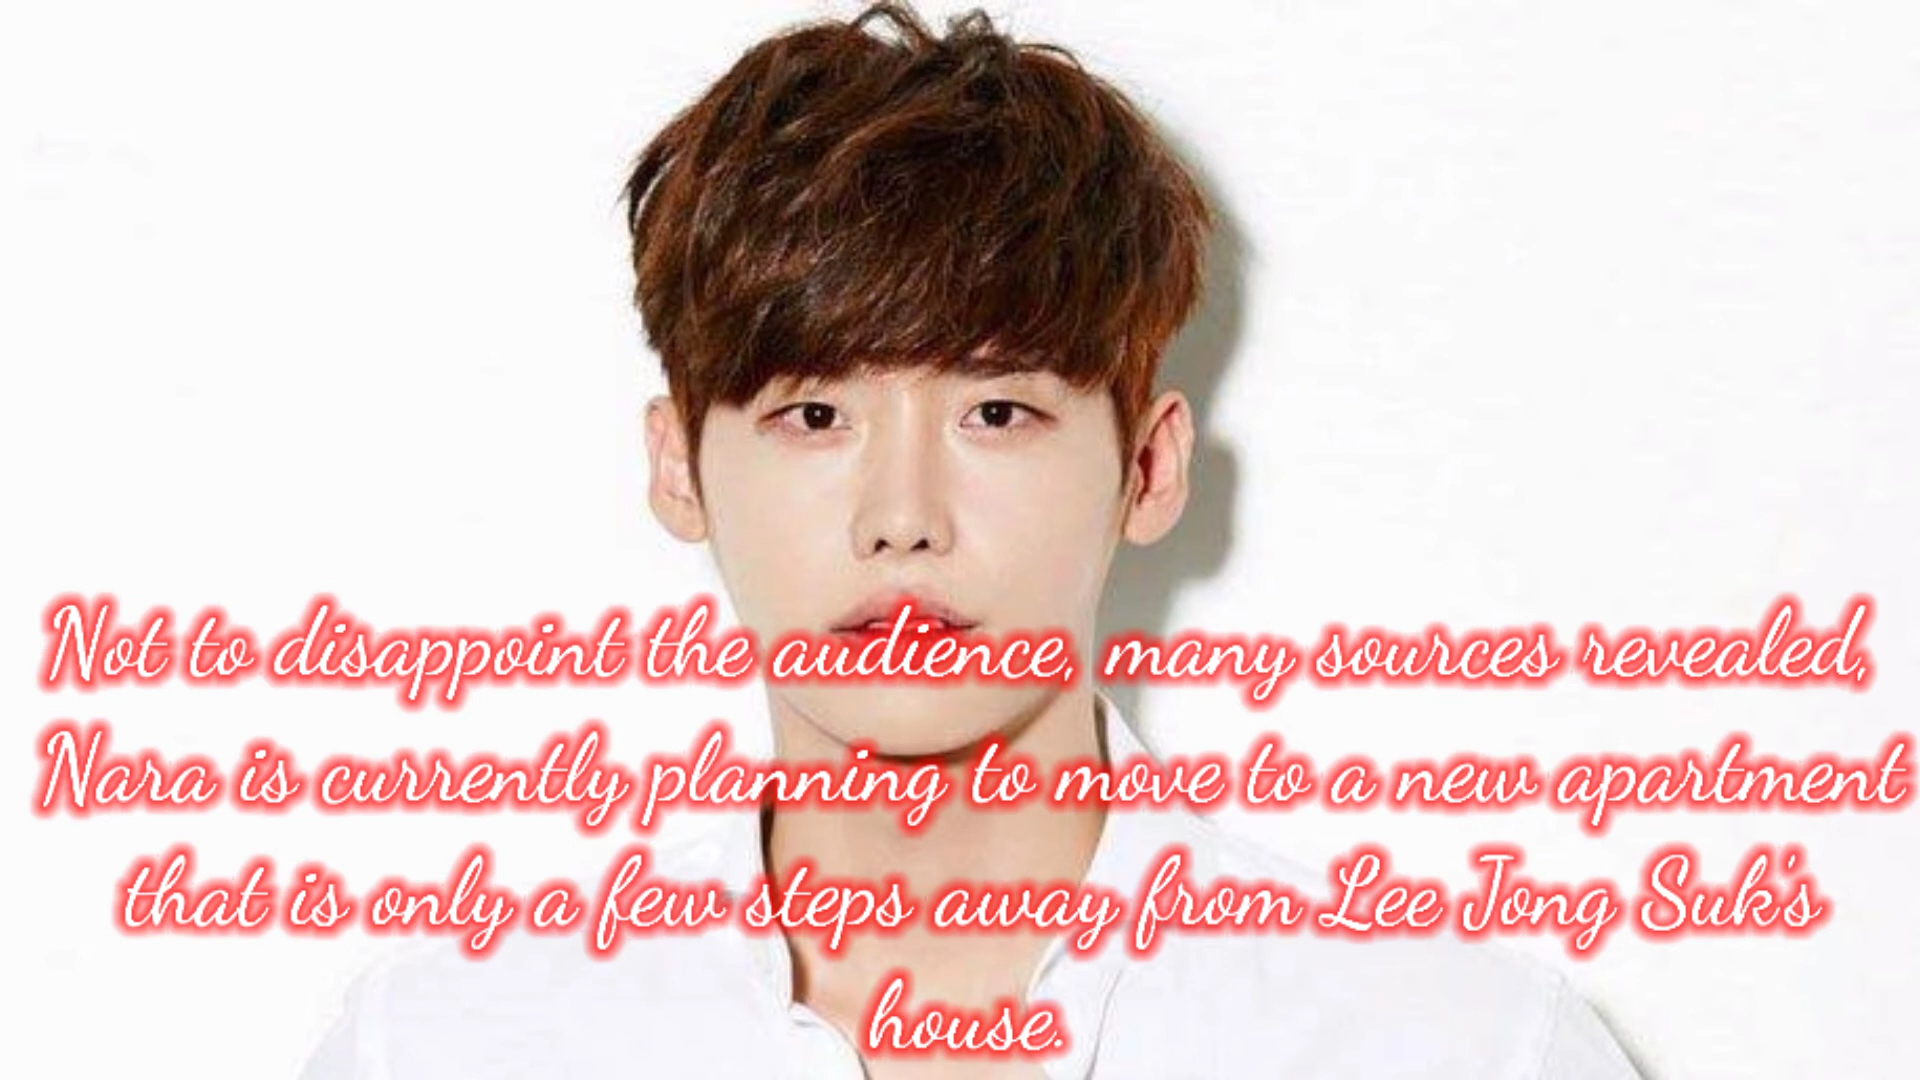 Not to disappoint the audience, many sources revealed,
Nara is currently planning to move to a new apartment
that is only a few steps away from Lee Jong Suk's
house.